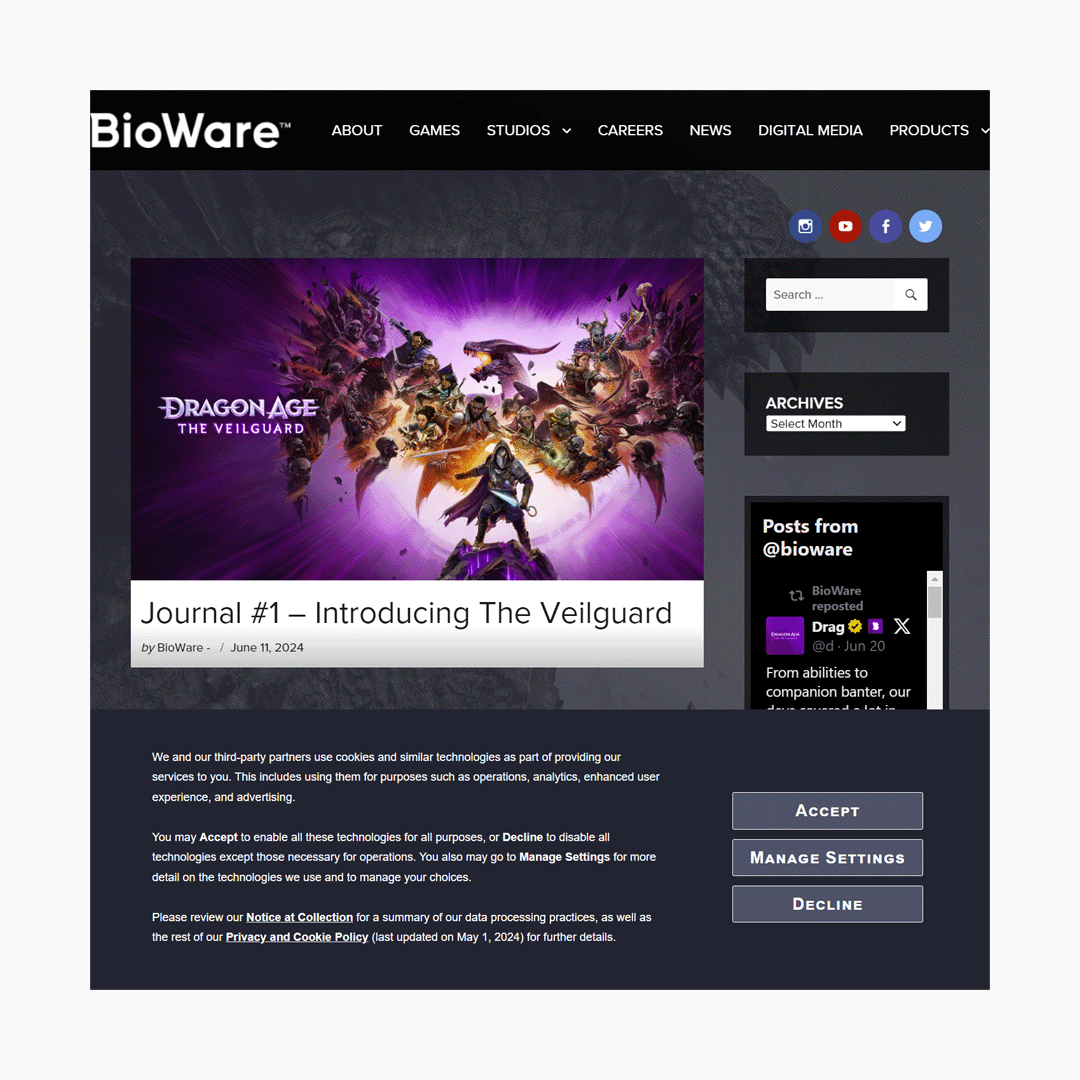 BioWare™
ABOUT GAMES STUDIOS CAREERS NEWS DIGITAL MEDIA PRODUCTS
Search ...
DRAGON AGE
THE VEILGUARD
ARCHIVES
Select Month
Posts from
@bioware
BioWare
reposted
Drag
@d · Jun 20
From abilities to
companion banter, our
devs covered a lot in
Journal #1 – Introducing The Veilguard
by BioWare - / June 11, 2024
We and our third-party partners use cookies and similar technologies as part of providing our
services to you. This includes using them for purposes such as operations, analytics, enhanced user
experience, and advertising.
You may Accept to enable all these technologies for all purposes, or Decline to disable all
technologies except those necessary for operations. You also may go to Manage Settings for more
detail on the technologies we use and to manage your choices.
Please review our Notice at Collection for a summary of our data processing practices, as well as
the rest of our Privacy and Cookie Policy (last updated on May 1, 2024) for further details.
Accept
Manage Settings
Decline